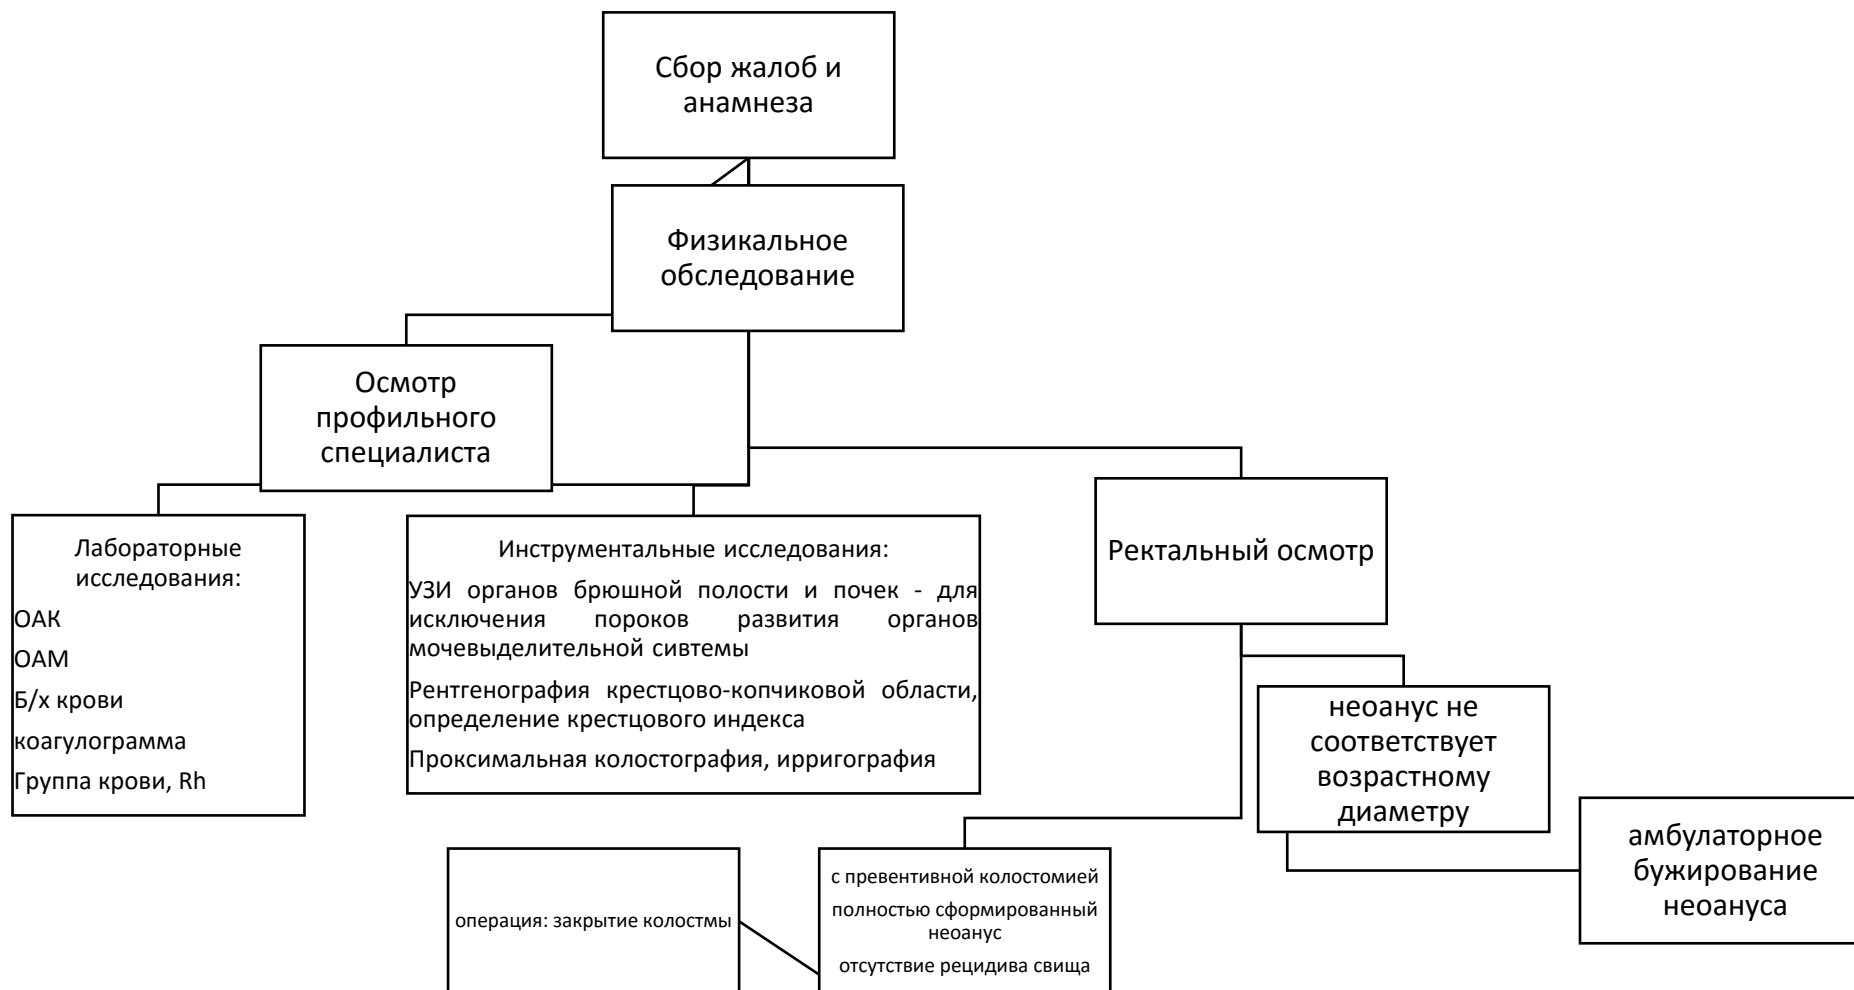 Сбор жалоб и
анамнеза
Физикальное
обследование
Осмотр
профильного
специалиста
Лабораторные
исследования:
ОАК
ОАМ
Б/х крови
коагулограмма
Группа крови, Rh
Инструментальные исследования:
УЗИ органов брюшной полости и почек - для
исключения пороков развития органов
мочевыделительной сивтемы
Рентгенография крестцово-копчиковой области,
определение крестцового индекса
Проксимальная колостография, ирригография
Ректальный осмотр
неоанус не
соответствует
возрастному
диаметру
амбулаторное
бужирование
неоануса
с превентивной колостомией
полностью сформированный
неоанус
отсутствие рецидива свища
операция: закрытие колостмы